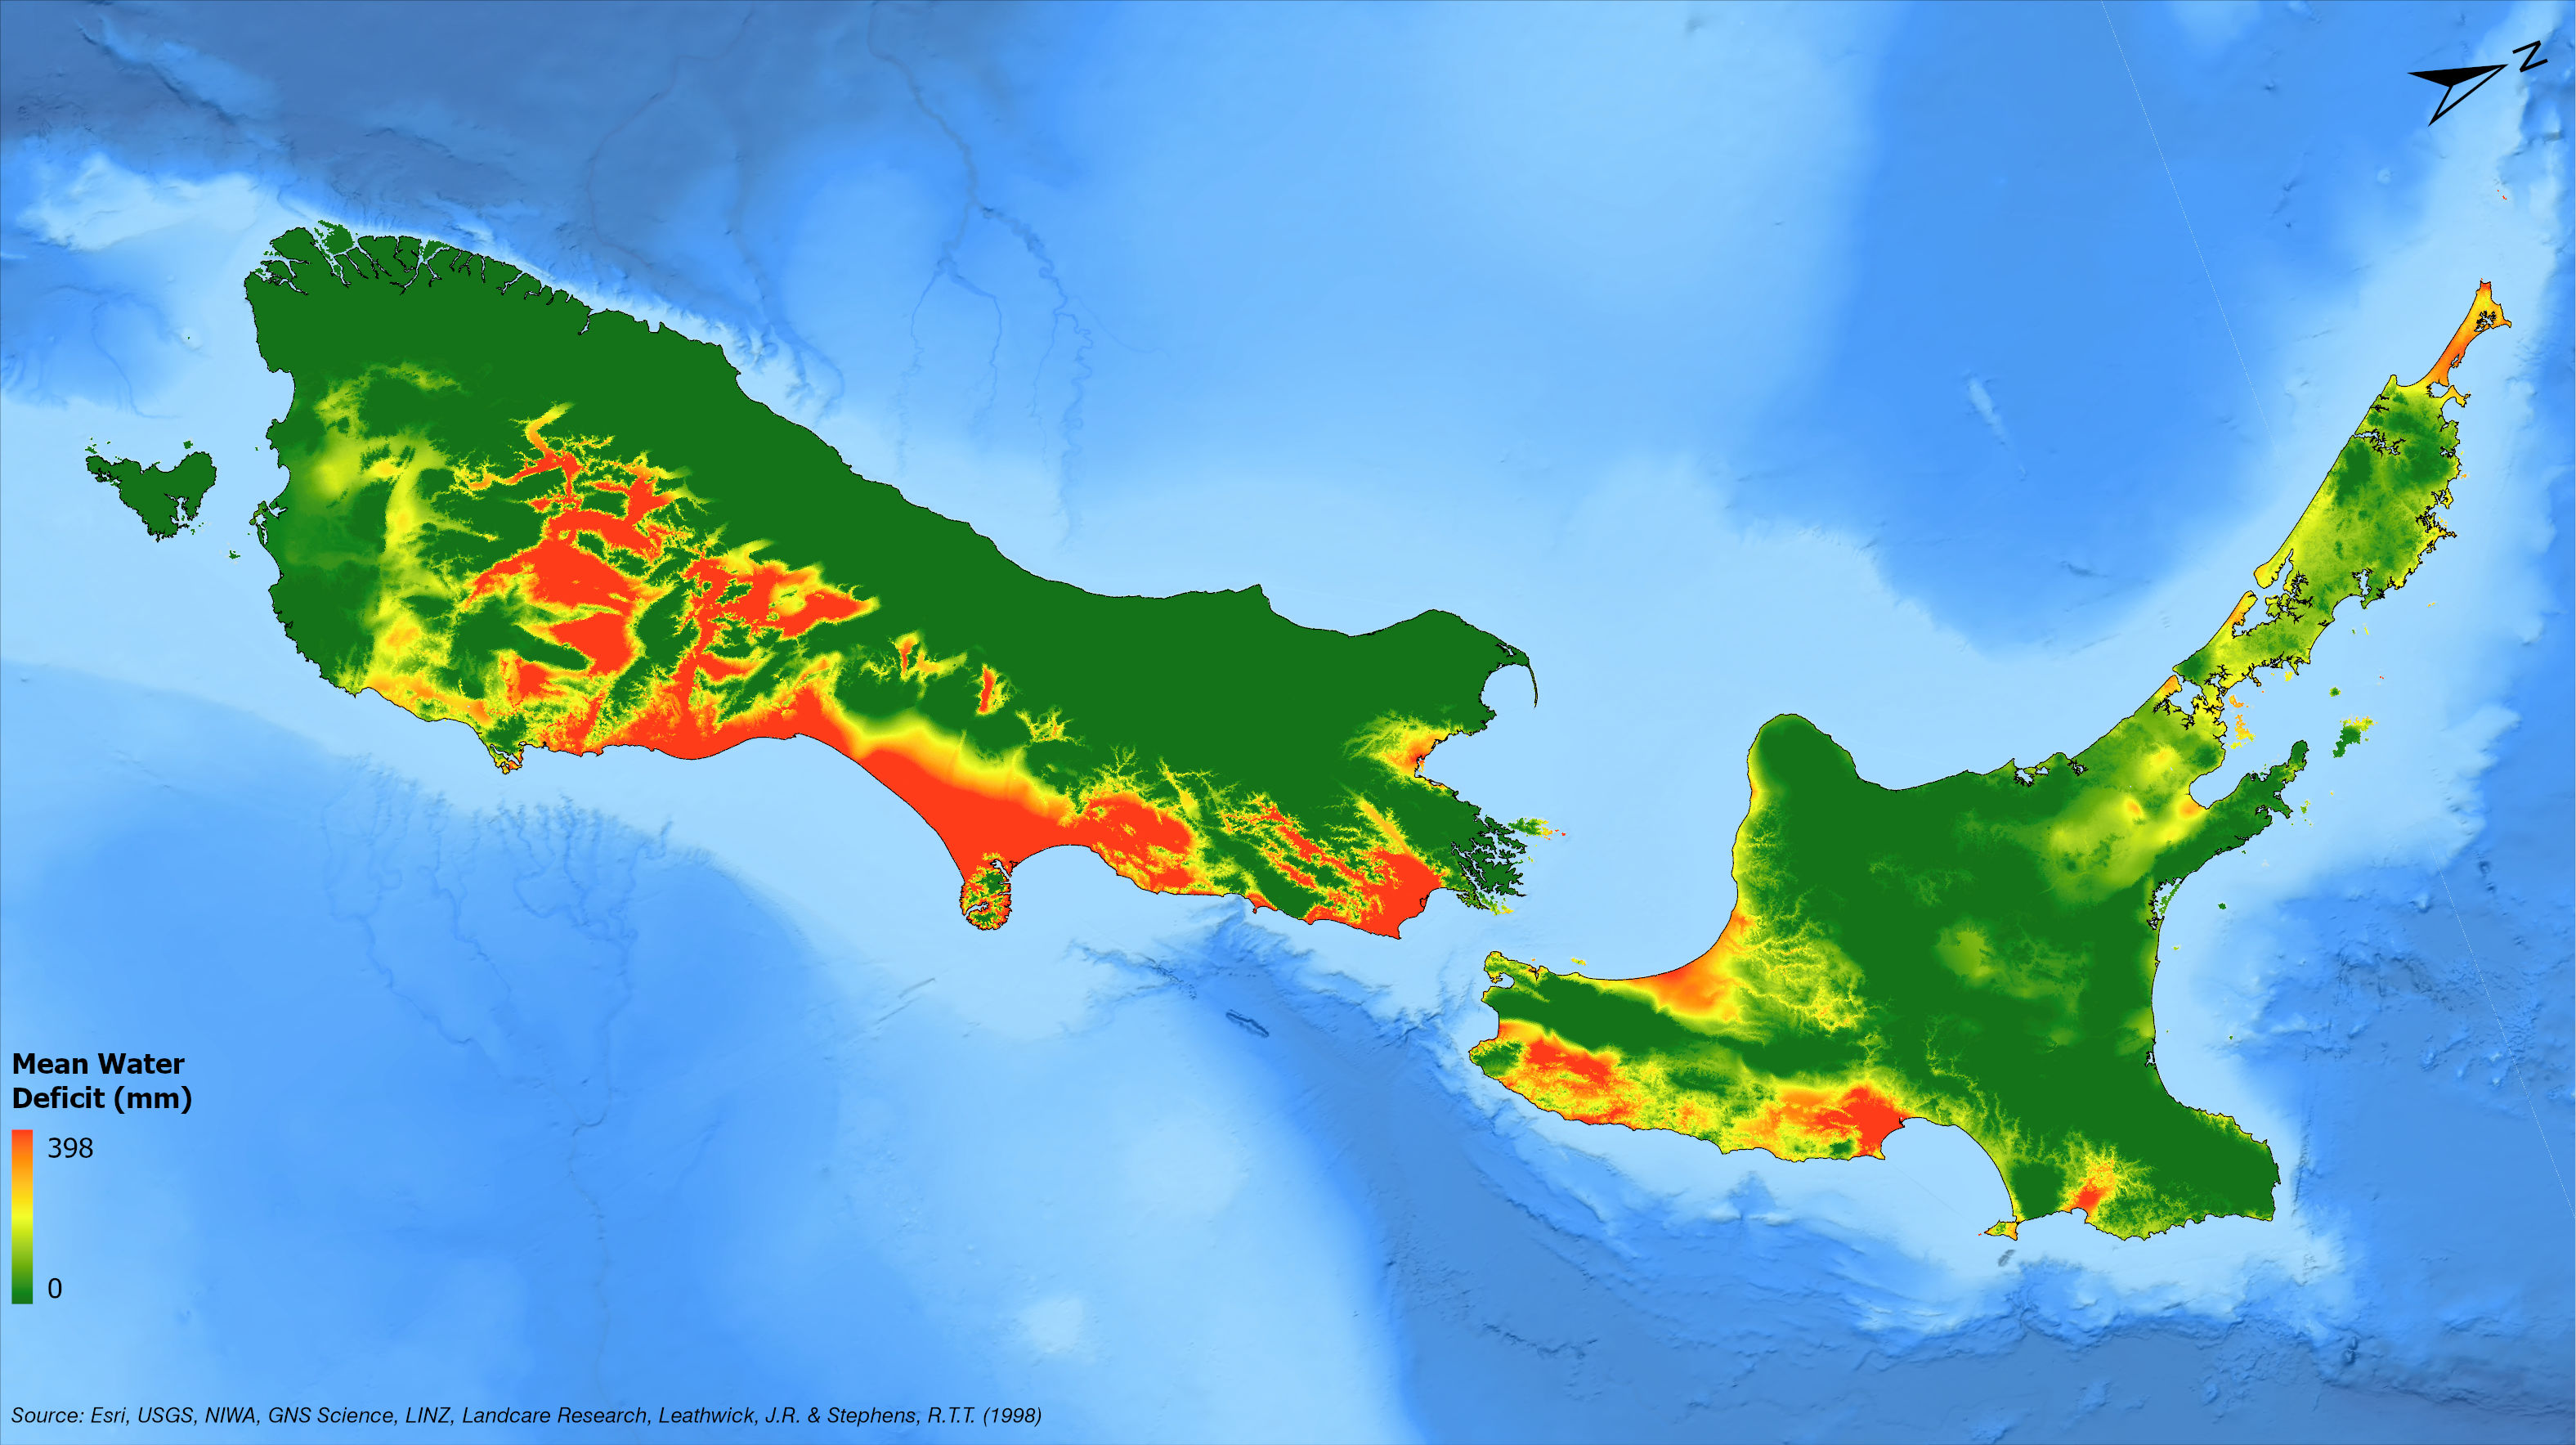 N
Mean Water
Deficit (mm)
398
0
Source: Esri, USGS, NIWA, GNS Science, LINZ, Landcare Research, Leathwick, J.R. & Stephens, R.T.T. (1998)